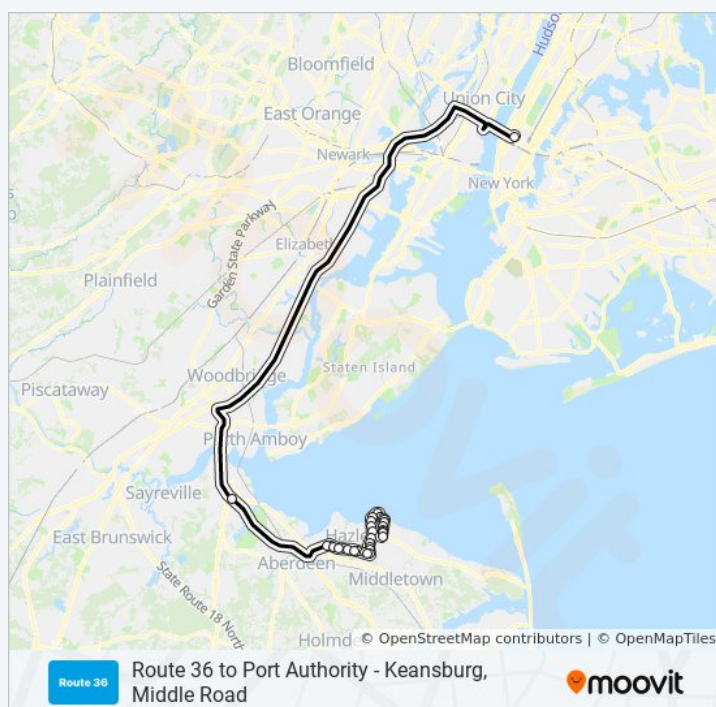 Hudson
Bloomfield
Union City
East Orange
Newark
New York
Garden State Parkway
Elizabeth
Plainfield
Woodbridge
Staten Island
Piscataway
Perth Amboy
Sayreville
East Brunswick
Hazlet
Aberdeen
Middletown
State Route 18 North
Holmdel
© OpenStreetMap contributors | © OpenMapTiles
Route 36
Route 36 to Port Authority - Keansburg,
Middle Road
moovit